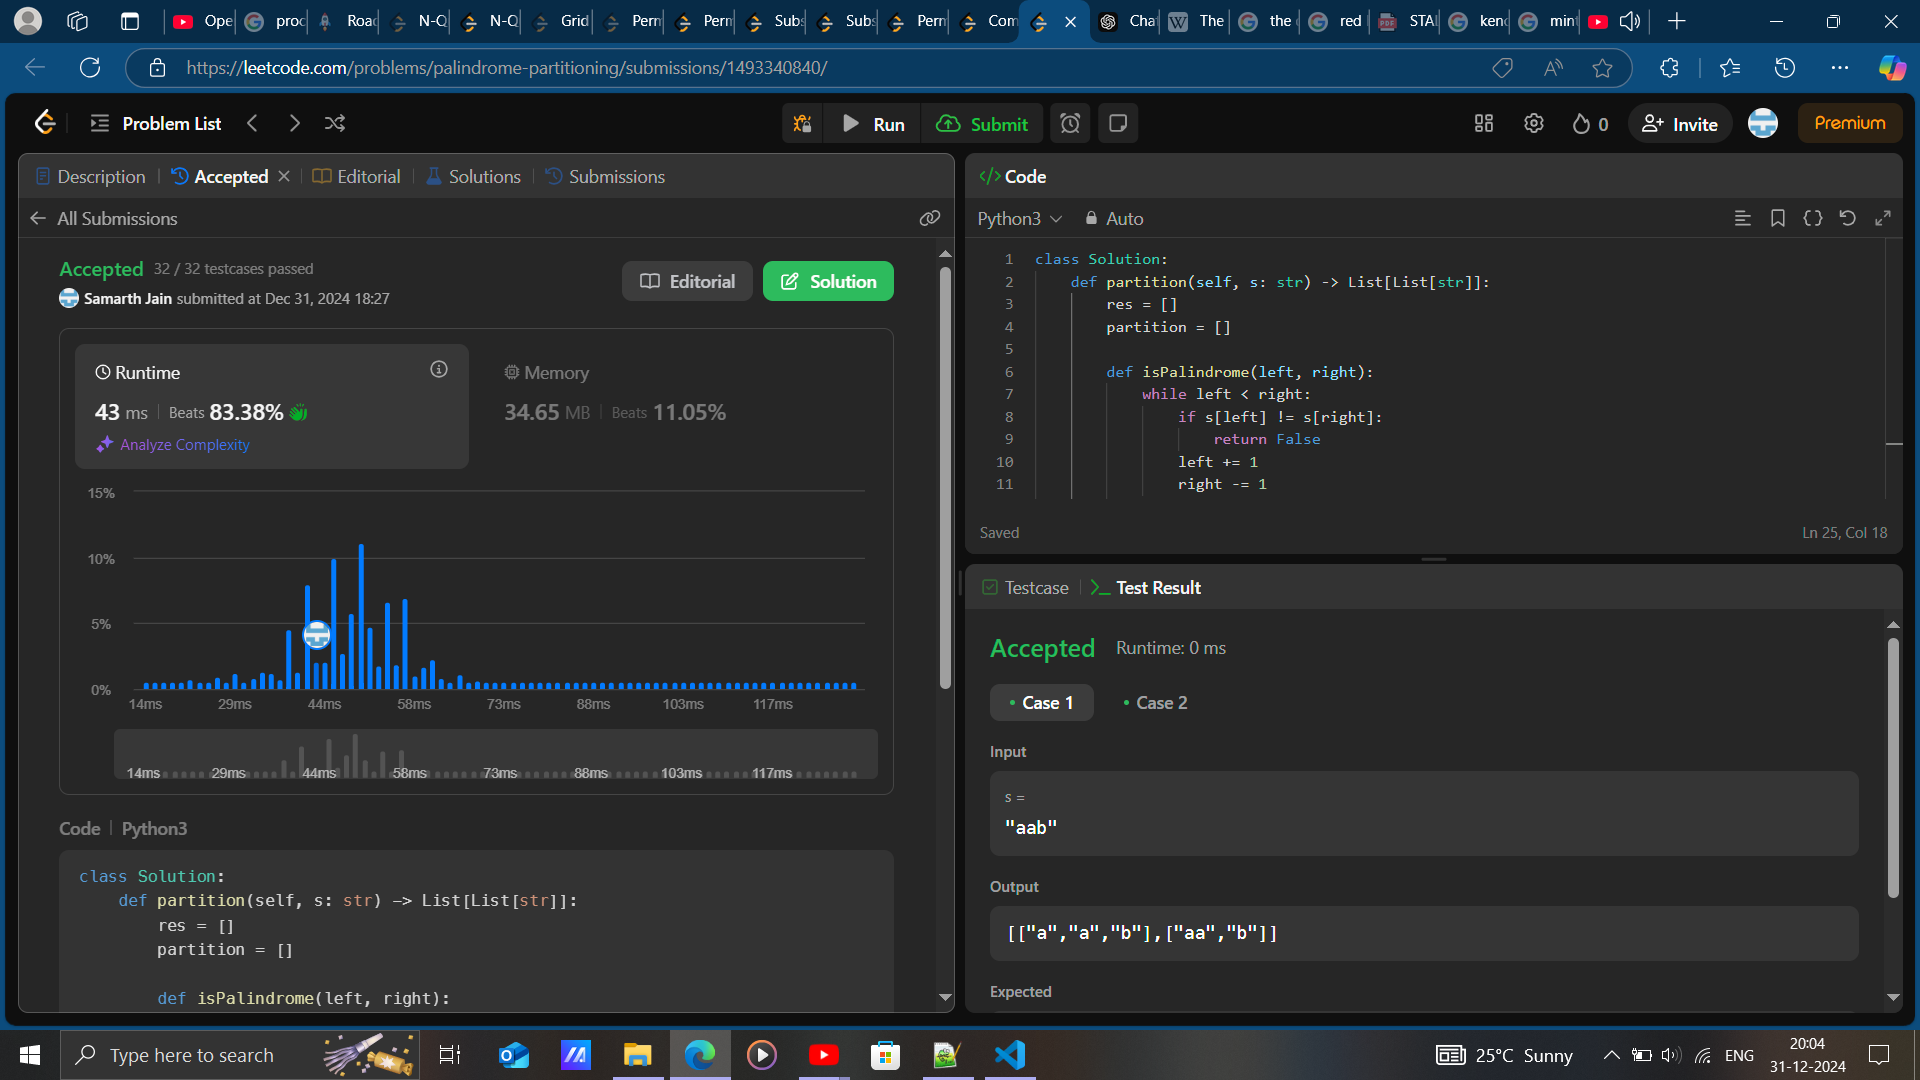 Ope
proc
Road
N-Q
N-Q
Grid
Perm
Perm
Subs
Subs
Perm
Com
Chat
The
the
red
STA
kend
mint
https://leetcode.com/problems/palindrome-partitioning/submissions/1493340840/
Problem List
Run
Submit
0
Invite
Premium
Description
Accepted
Editorial
Solutions
Submissions
All Submissions
Accepted 32 / 32 testcases passed
Samarth Jain submitted at Dec 31, 2024 18:27
Editorial
Solution
Runtime
43 ms Beats 83.38%
Analyze Complexity
Memory
34.65 MB Beats 11.05%
15%
10%
5%
0%
14ms 29ms 44ms 58ms 73ms 88ms 103ms 117ms
14ms 29ms 44ms 58ms 73ms 88ms 103ms 117ms
Code | Python3
class Solution:
def partition(self, s: str) -> List[List[str]]:
res = []
partition = []
def isPalindrome(left, right):
Code
Python3
Auto
1 class Solution:
2 def partition(self, s: str) -> List[List[str]]:
3 res = []
4 partition = []
5
6 def isPalindrome(left, right):
7 while left < right:
8 if s[left] != s[right]:
9 return False
10 left += 1
11 right -= 1
Saved
Ln 25, Col 18
Testcase
Test Result
Accepted Runtime: 0 ms
Case 1
Case 2
Input
s =
"aab"
Output
[["a","a","b"],["aa","b"]]
Expected
Type here to search
25°C Sunny
ENG
20:04
31-12-2024